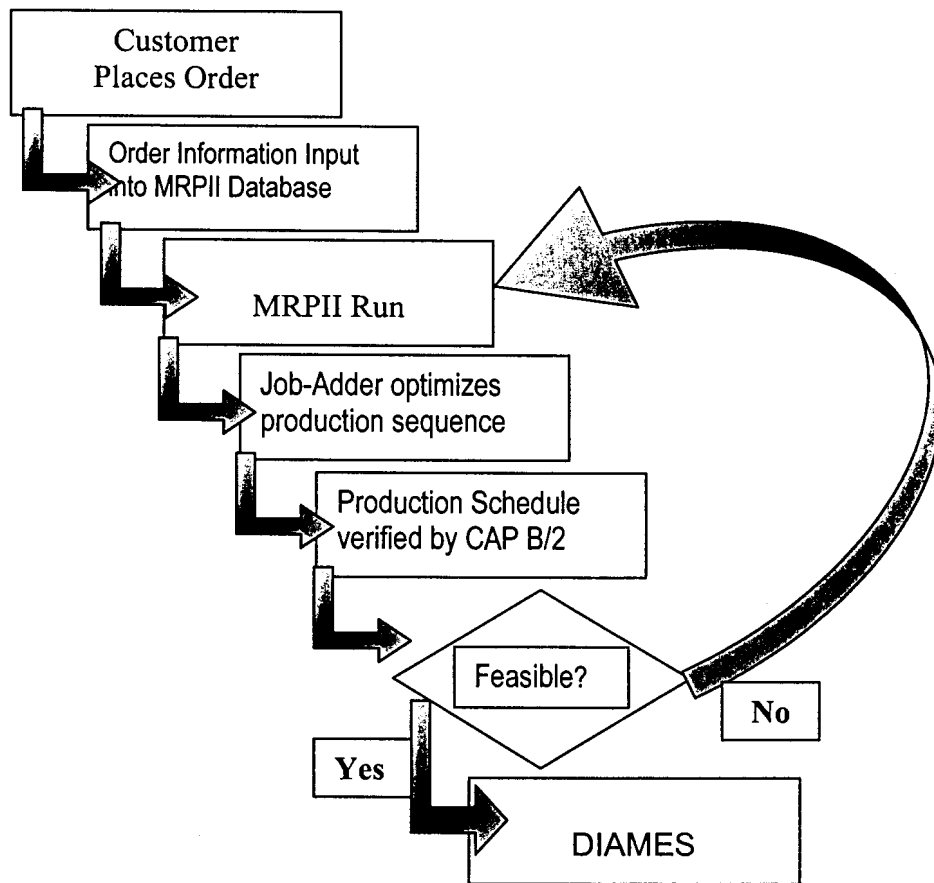 Customer
Places Order
Order Information Input
into MRPII Database
MRPII Run
Job-Adder optimizes
production sequence
Production Schedule
verified by CAP B/2
Feasible?
No
Yes
DIAMES